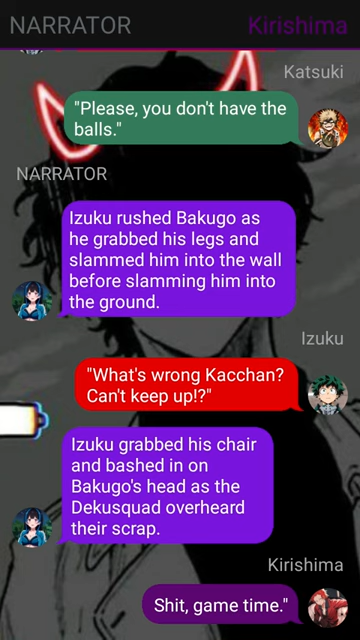 NARRATOR
Kirishima
Katsuki
"Please, you don't have the
balls."
NARRATOR
Izuku rushed Bakugo as
he grabbed his legs and
slammed him into the wall
before slamming him into
the ground.
Izuku
"What's wrong Kacchan?
Can't keep up!?"
Izuku grabbed his chair
and bashed in on
Bakugo's head as the
Dekusquad overheard
their scrap.
Kirishima
Shit, game time."